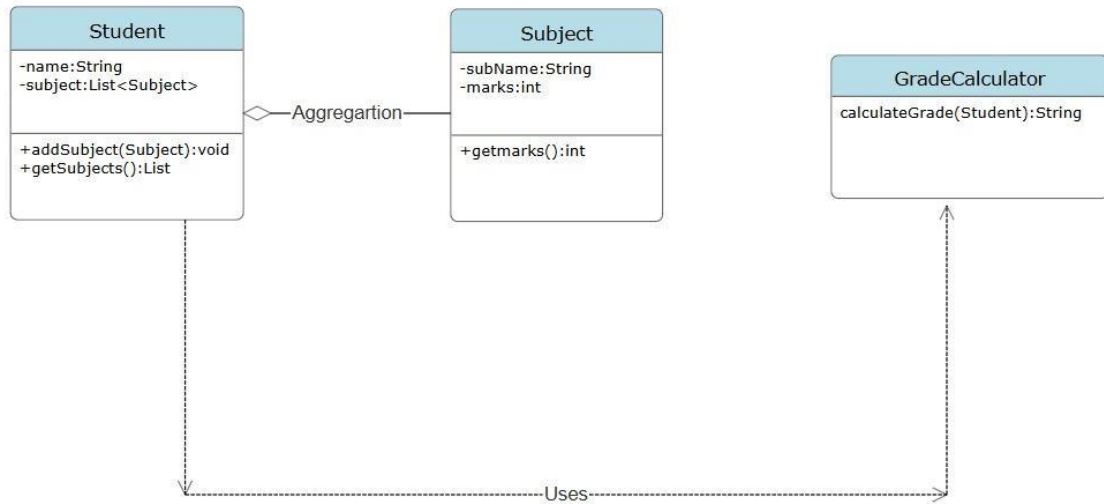 Student
-name:String
-subject:List<Subject>
+addSubject(Subject):void
+getSubjects():List
Aggregartion
Subject
-subName:String
-marks:int
+getmarks():int
GradeCalculator
calculateGrade(Student):String
Uses